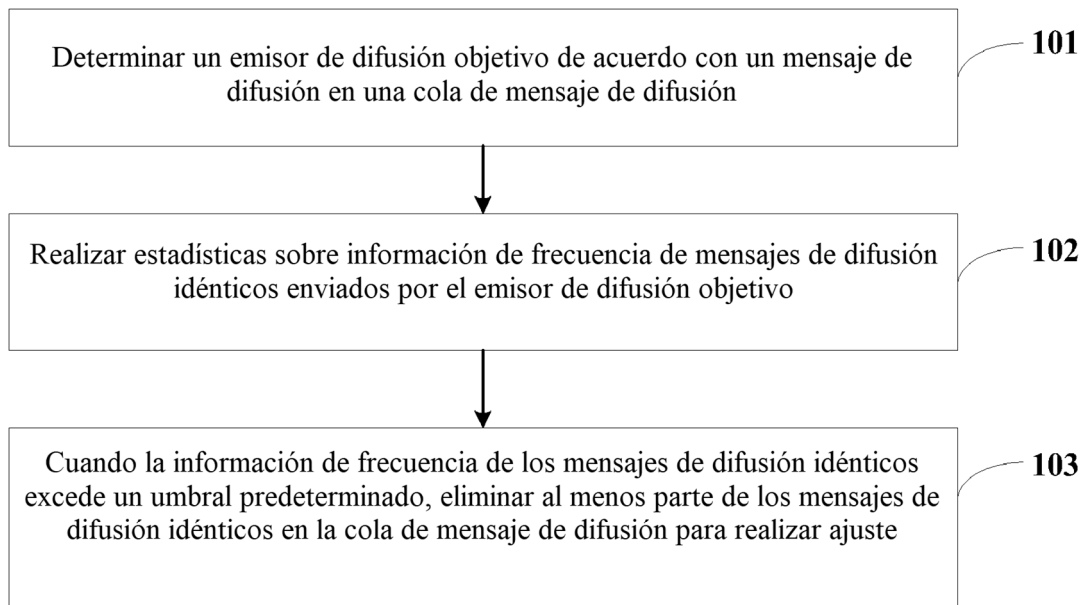 Determinar un emisor de difusión objetivo de acuerdo con un mensaje de
difusión en una cola de mensaje de difusión
101
Realizar estadísticas sobre información de frecuencia de mensajes de difusión
idénticos enviados por el emisor de difusión objetivo
102
Cuando la información de frecuencia de los mensajes de difusión idénticos
excede un umbral predeterminado, eliminar al menos parte de los mensajes de
difusión idénticos en la cola de mensaje de difusión para realizar ajuste
103